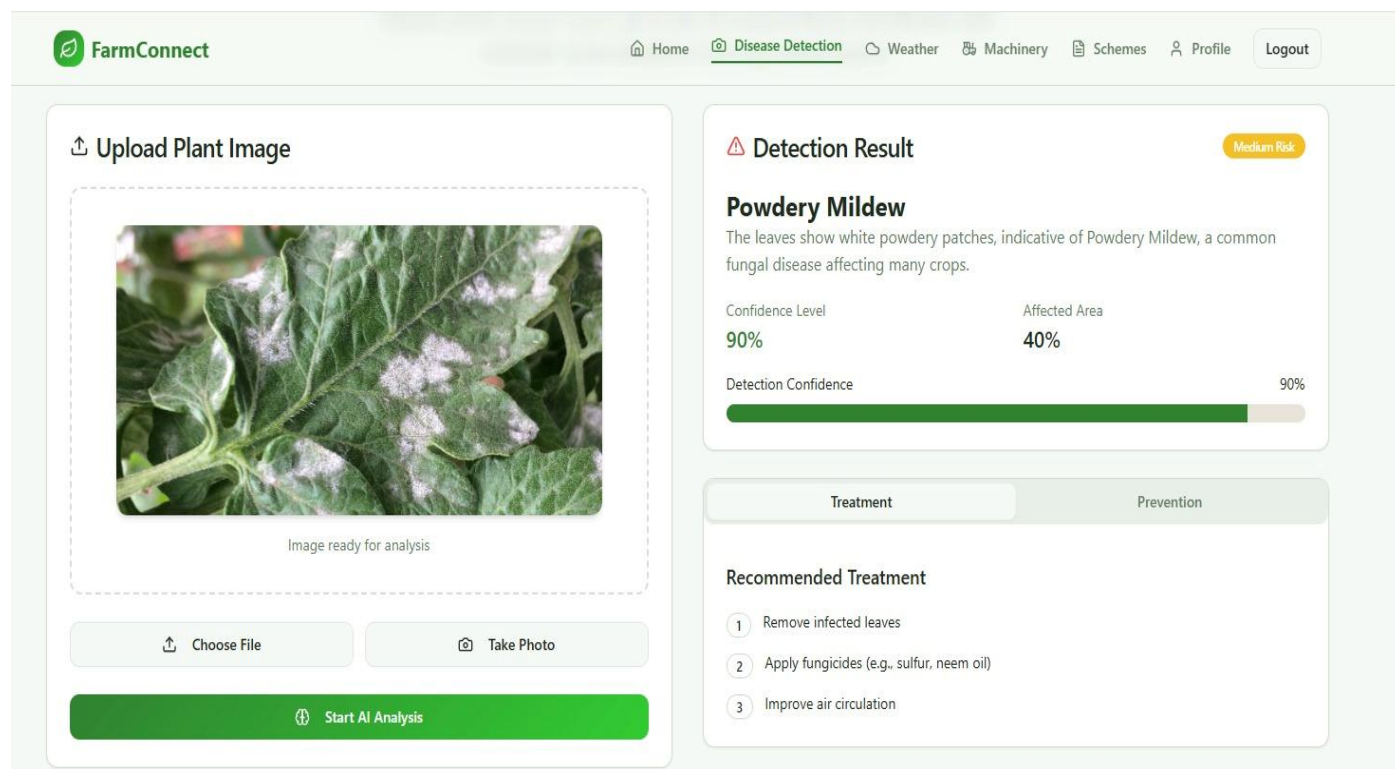 FarmConnect
Home
Disease Detection
Weather
Machinery
Schemes
Profile
Logout
Upload Plant Image
Image ready for analysis
Choose File
Take Photo
Start AI Analysis
Detection Result
Medium Risk
Powdery Mildew
The leaves show white powdery patches, indicative of Powdery Mildew, a common
fungal disease affecting many crops.
Confidence Level
Affected Area
90%
40%
Detection Confidence
90%
Treatment
Prevention
Recommended Treatment
1 Remove infected leaves
2 Apply fungicides (e.g., sulfur, neem oil)
3 Improve air circulation